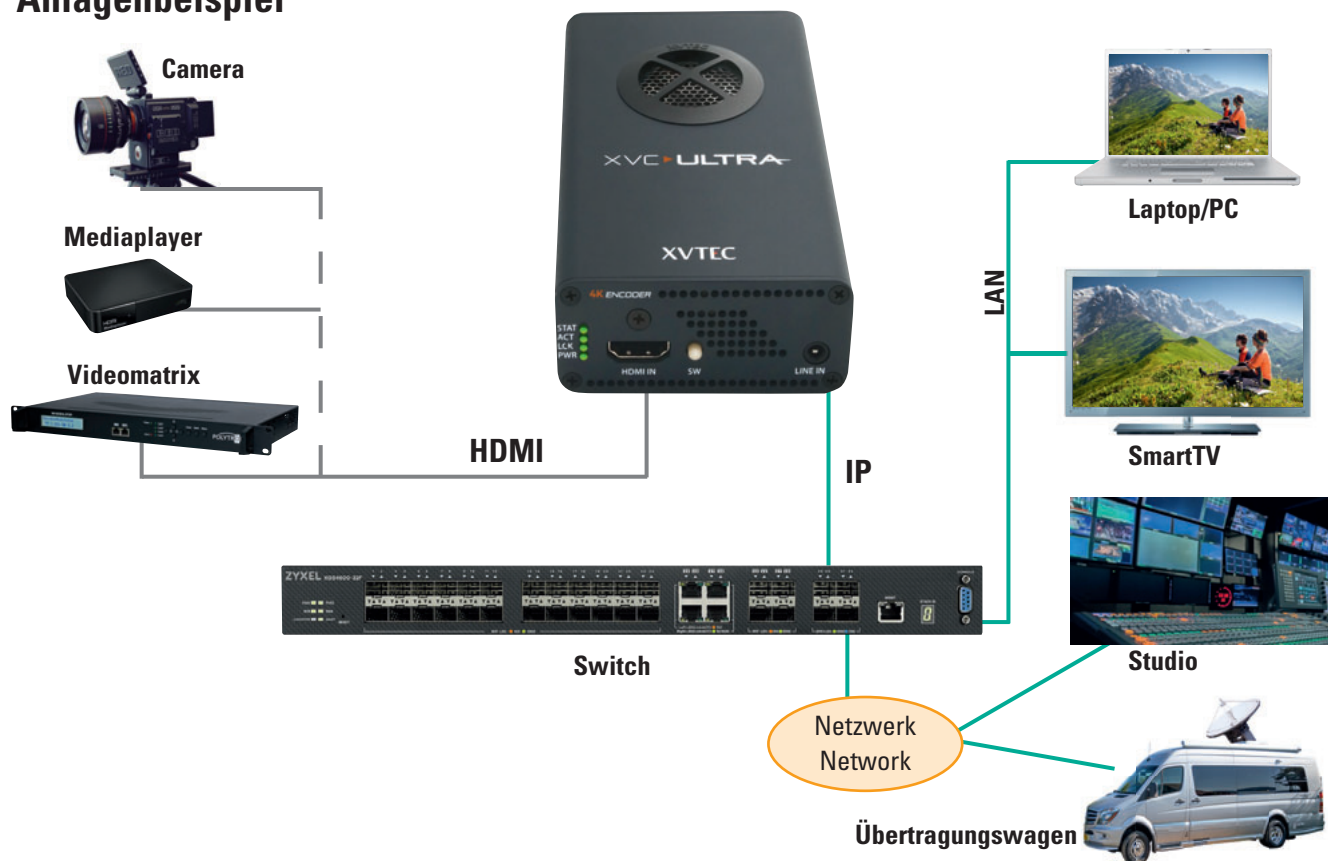 Anlagenbeispiel
Camera
Mediaplayer
Videomatrix
POLYTRON
HDMI
XVC ULTRA
XVTEC
4K ENCODER
STAT
ACT
LCK
PWR
HDMI IN
SW
LINE IN
IP
LAN
Laptop/PC
SmartTV
Studio
ZYXEL
Switch
Netzwerk
Network
Übertragungswagen